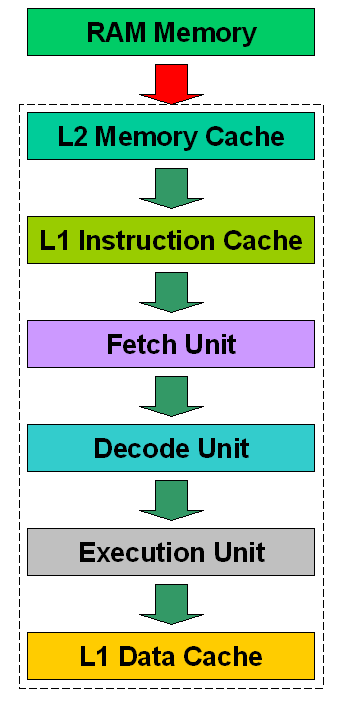 RAM Memory
L2 Memory Cache
L1 Instruction Cache
Fetch Unit
Decode Unit
Execution Unit
L1 Data Cache